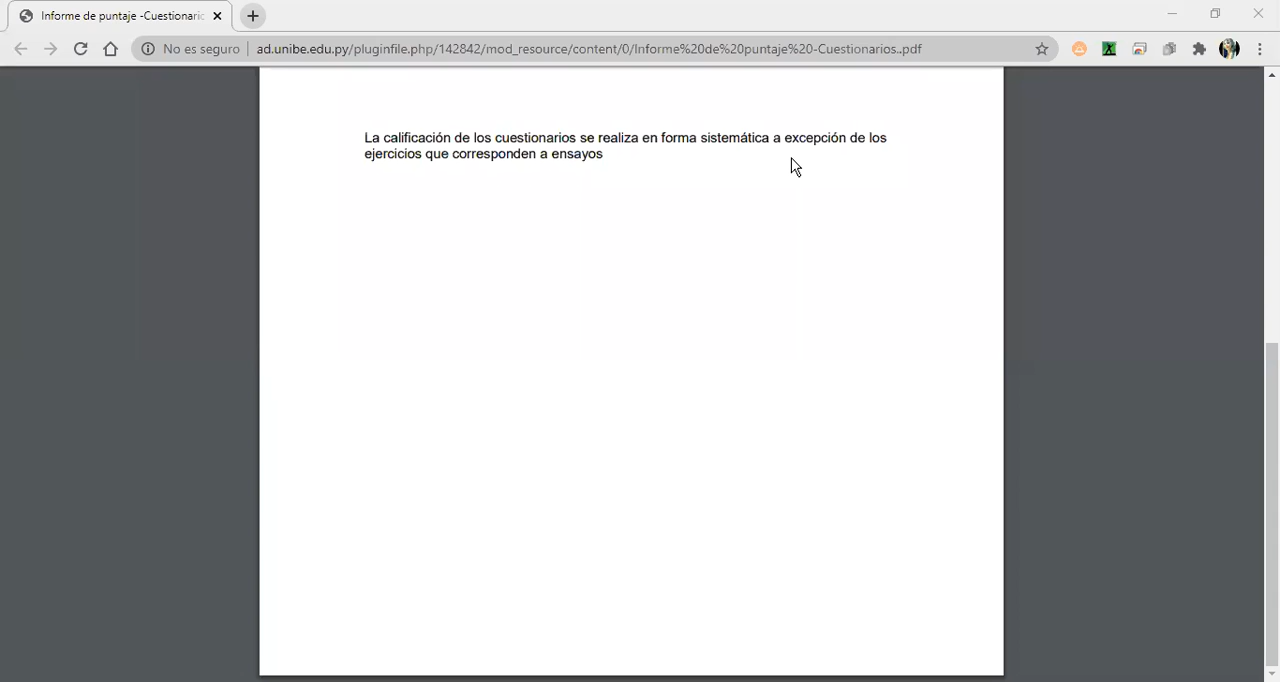 Informe de puntaje -Cuestionario
No es seguro
ad.unibe.edu.py/pluginfile.php/142842/mod_resource/content/0/Informe%20de%20puntaje%20-Cuestionarios..pdf
La calificación de los cuestionarios se realiza en forma sistemática a excepción de los
ejercicios que corresponden a ensayos